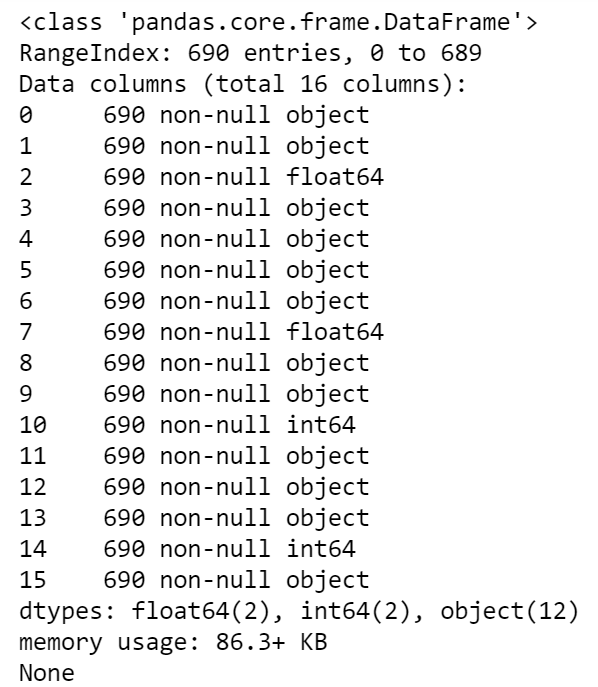 <class 'pandas.core.frame.DataFrame'>
RangeIndex: 690 entries, 0 to 689
Data columns (total 16 columns):
0     690 non-null object
1     690 non-null object
2     690 non-null float64
3     690 non-null object
4     690 non-null object
5     690 non-null object
6     690 non-null object
7     690 non-null float64
8     690 non-null object
9     690 non-null object
10    690 non-null int64
11    690 non-null object
12    690 non-null object
13    690 non-null object
14    690 non-null int64
15    690 non-null object
dtypes: float64(2), int64(2), object(12)
memory usage: 86.3+ KB
None